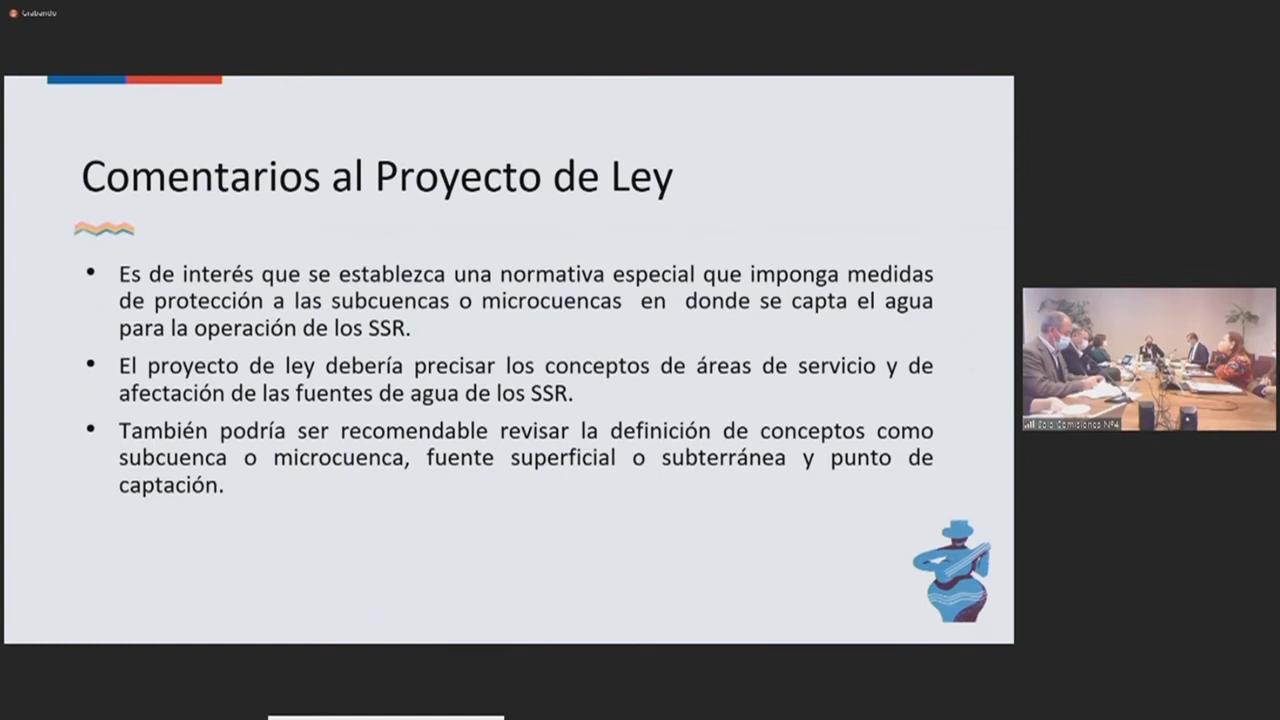 Grabando
Comentarios al Proyecto de Ley
• Es de interés que se establezca una normativa especial que imponga medidas
de protección a las subcuencas o microcuencas en donde se capta el agua
para la operación de los SSR.
• El proyecto de ley debería precisar los conceptos de áreas de servicio y de
afectación de las fuentes de agua de los SSR.
• También podría ser recomendable revisar la definición de conceptos como
subcuenca o microcuenca, fuente superficial o subterránea y punto de
captación.
Sala Comisiones Nº4